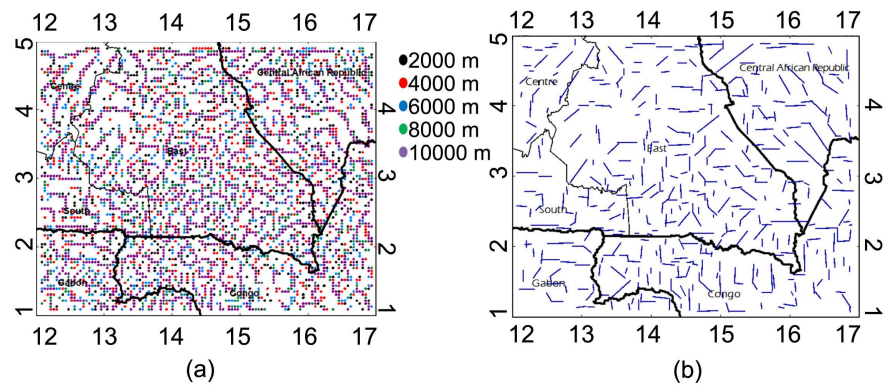 12 13 14 15 16 17
5
4
3
2
1
Centre
Central African Republic
East
South
Gabon
Congo
5
4
3
2
1
12 13 14 15 16 17
(a)
2000 m
4000 m
6000 m
8000 m
10000 m
12 13 14 15 16 17
5
4
3
2
1
Centre
Central African Republic
East
South
Gabon
Congo
5
4
3
2
1
12 13 14 15 16 17
(b)